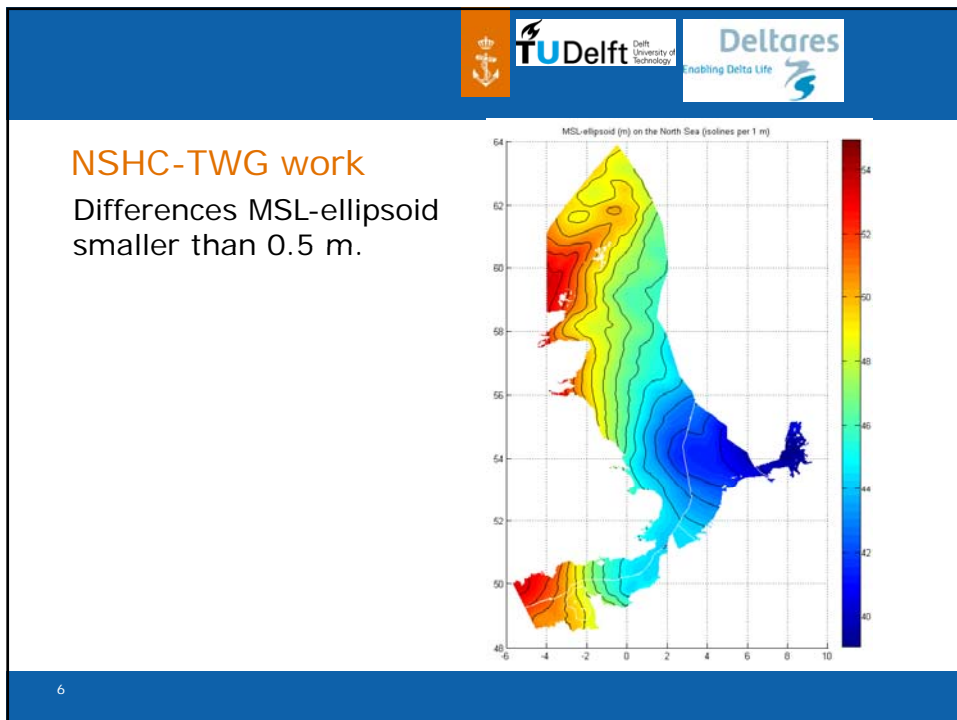 TU Delft
Delft
University of
Technology
Deltares
Enabling Delta Life
NSHC-TWG work
Differences MSL-ellipsoid
smaller than 0.5 m.
MSL-ellipsoid (m) on the North Sea (isolines per 1 m)
64
62
60
58
56
54
52
50
48
-6
-4
-2
0
2
4
6
8
10
54
52
50
48
46
44
42
40
6